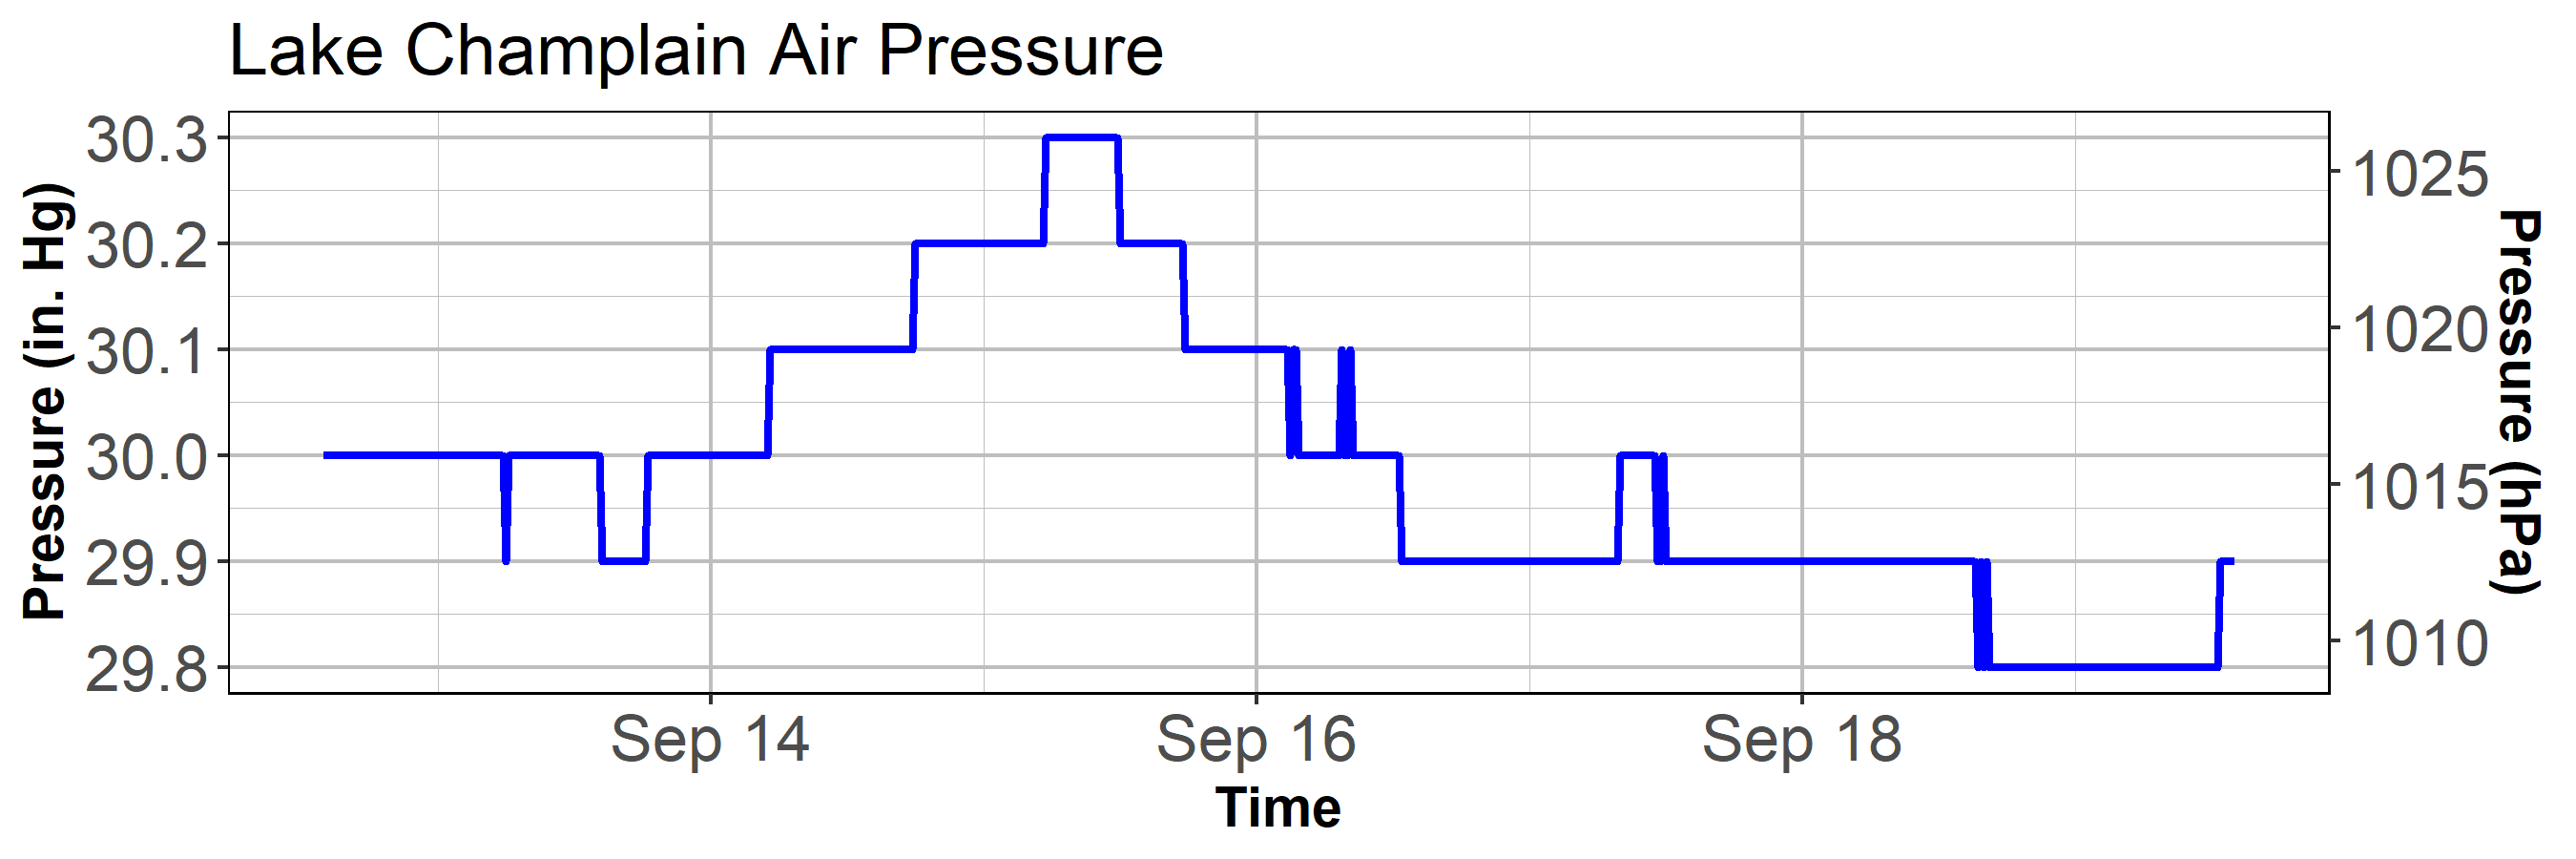 Lake Champlain Air Pressure
Pressure (in. Hg)
30.3
30.2
30.1
30.0
29.9
29.8
1025
1020
1015
1010
Pressure (hPa)
Sep 14
Sep 16
Sep 18
Time